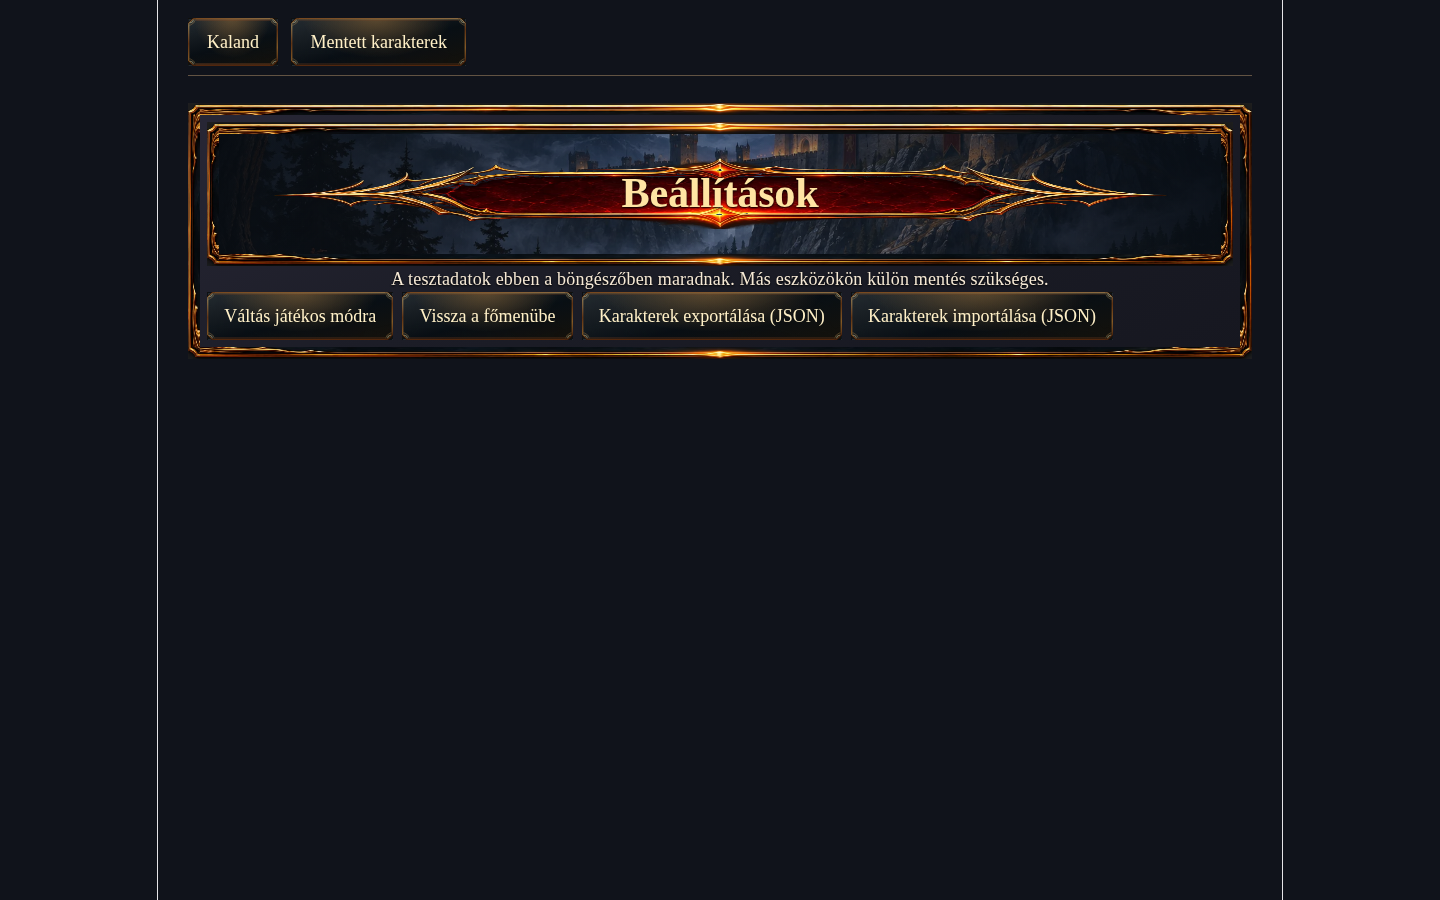 Kaland Mentett karakterek
Beállítások
A tesztadatok ebben a böngészőben maradnak. Más eszközökön külön mentés szükséges.
Váltás játékos módra Vissza a főmenübe Karakterek exportálása (JSON) Karakterek importálása (JSON)